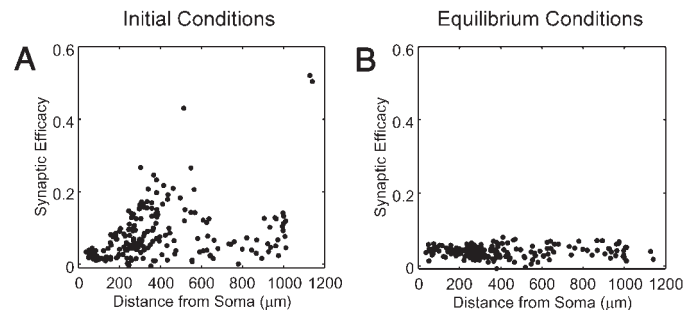 Initial Conditions
Equilibrium Conditions
A
B
0.6
0.4
0.2
0
Synaptic Efficacy
0 200 400 600 800 1000 1200
Distance from Soma (μm)
0.6
0.4
0.2
0
Synaptic Efficacy
0 200 400 600 800 1000 1200
Distance from Soma (μm)